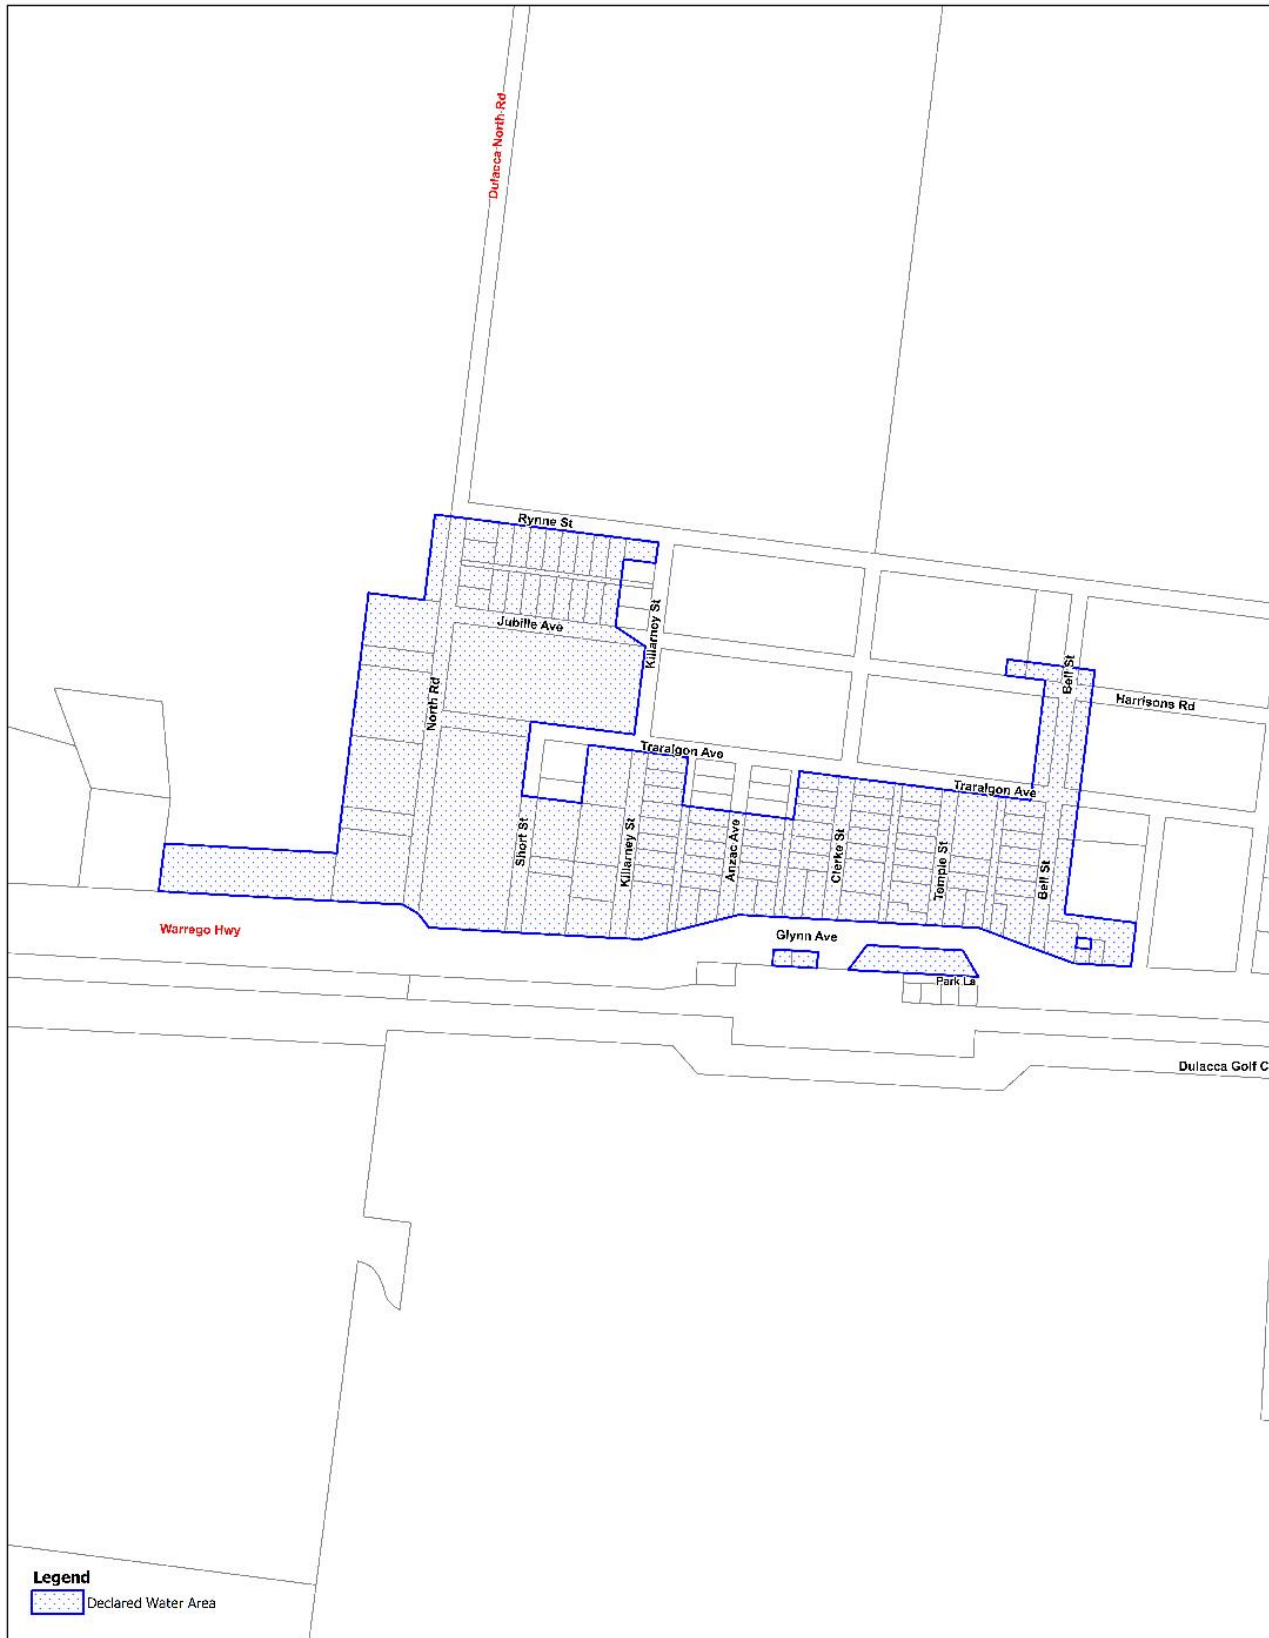 Dulacca North Rd
Rynne St
Jubille Ave
Killarney St
Bell St
Harrisons Rd
North Rd
Traralgon Ave
Traralgon Ave
Short St
Killarney St
Anzac Ave
Clerke St
Temple St
Bell St
Warrego Hwy
Glynn Ave
Park La
Dulacca Golf C
Legend
Declared Water Area